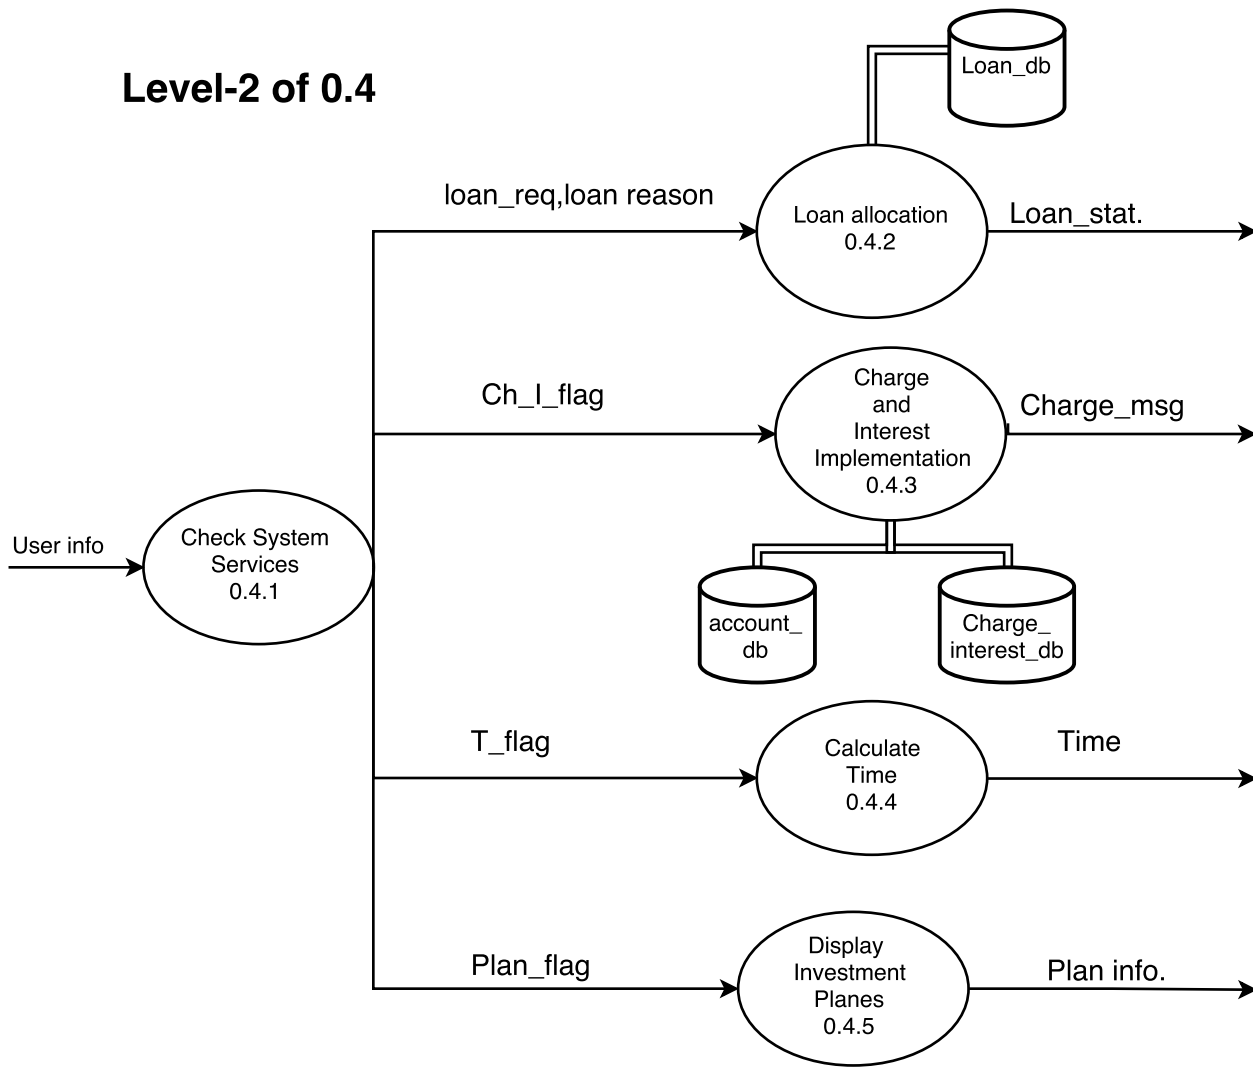 Level-2 of 0.4
Loan_db
loan_req,loan reason
Loan allocation
0.4.2
Loan_stat.
Ch_I_flag
Charge
and
Interest
Implementation
0.4.3
Charge_msg
User info
Check System
Services
0.4.1
account_
db
Charge_
interest_db
T_flag
Calculate
Time
0.4.4
Time
Plan_flag
Display
Investment
Planes
0.4.5
Plan info.